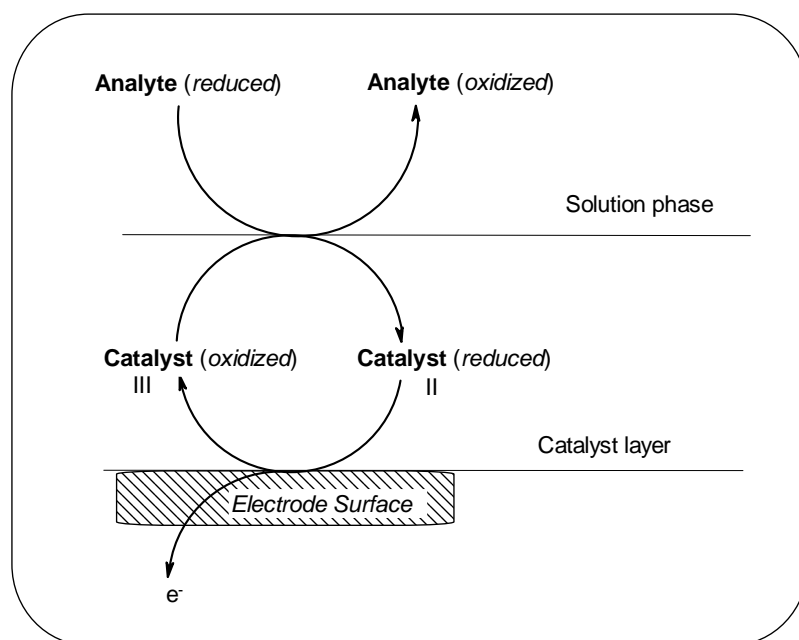 Analyte (reduced) Analyte (oxidized)
Solution phase
Catalyst (oxidized) Catalyst (reduced)
III II
Catalyst layer
Electrode Surface
e-